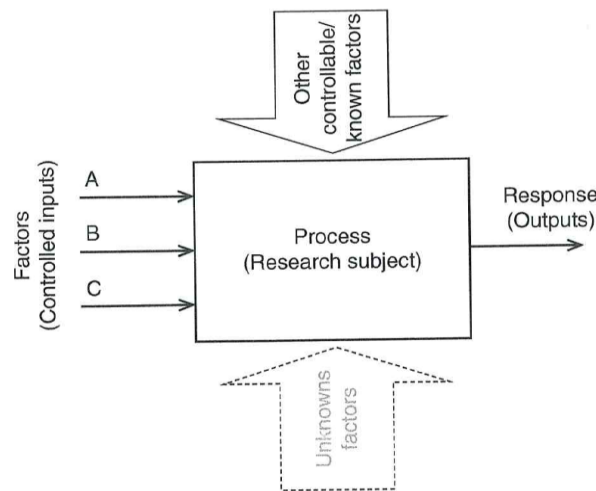 Other
controllable/
known factors
Factors
(Controlled inputs)
A
B
C
Process
(Research subject)
Response
(Outputs)
Unknowns
factors